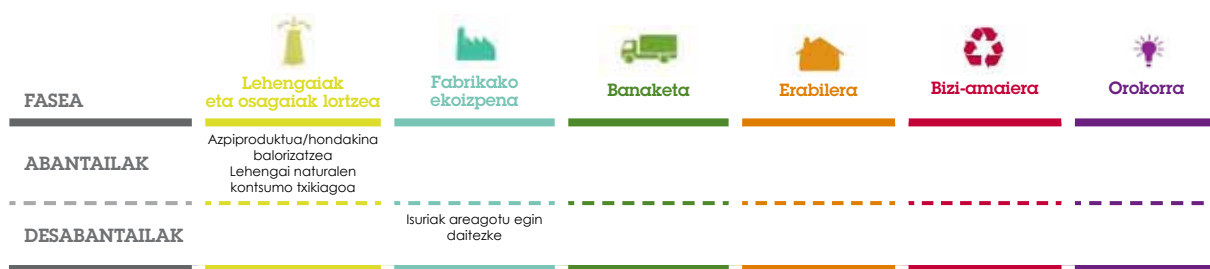 FASEA
Lehengaiak
eta osagaiak lortzea
Fabrikako
ekoizpena
Banaketa
Erabilera
Bizi-amaiera
Orokorra
ABANTAILAK
Azpiproduktua/hondakina
balorizatzea
Lehengai naturalen
kontsumo txikiagoa
DESABANTAILAK
Isuriak areagotu egin
daitezke